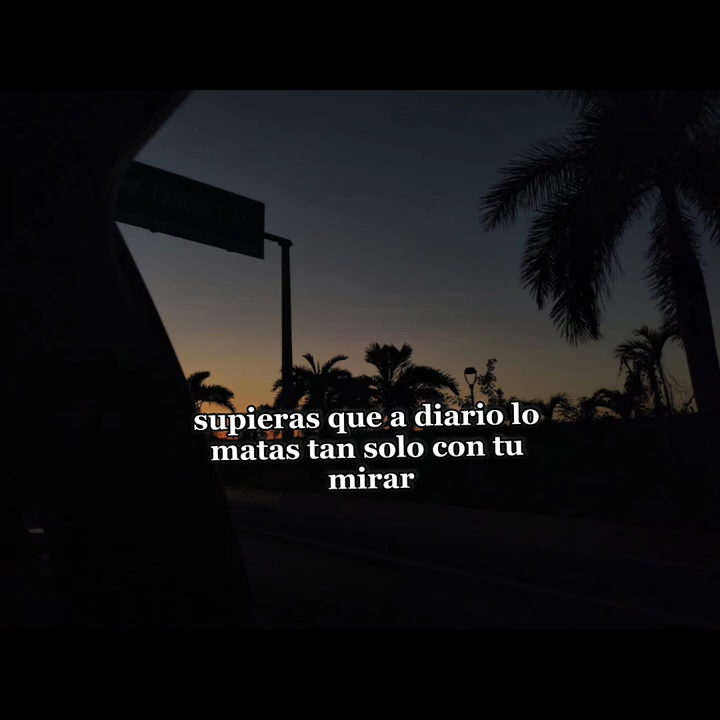 supieras que a diario lo
matas tan solo con tu
mirar